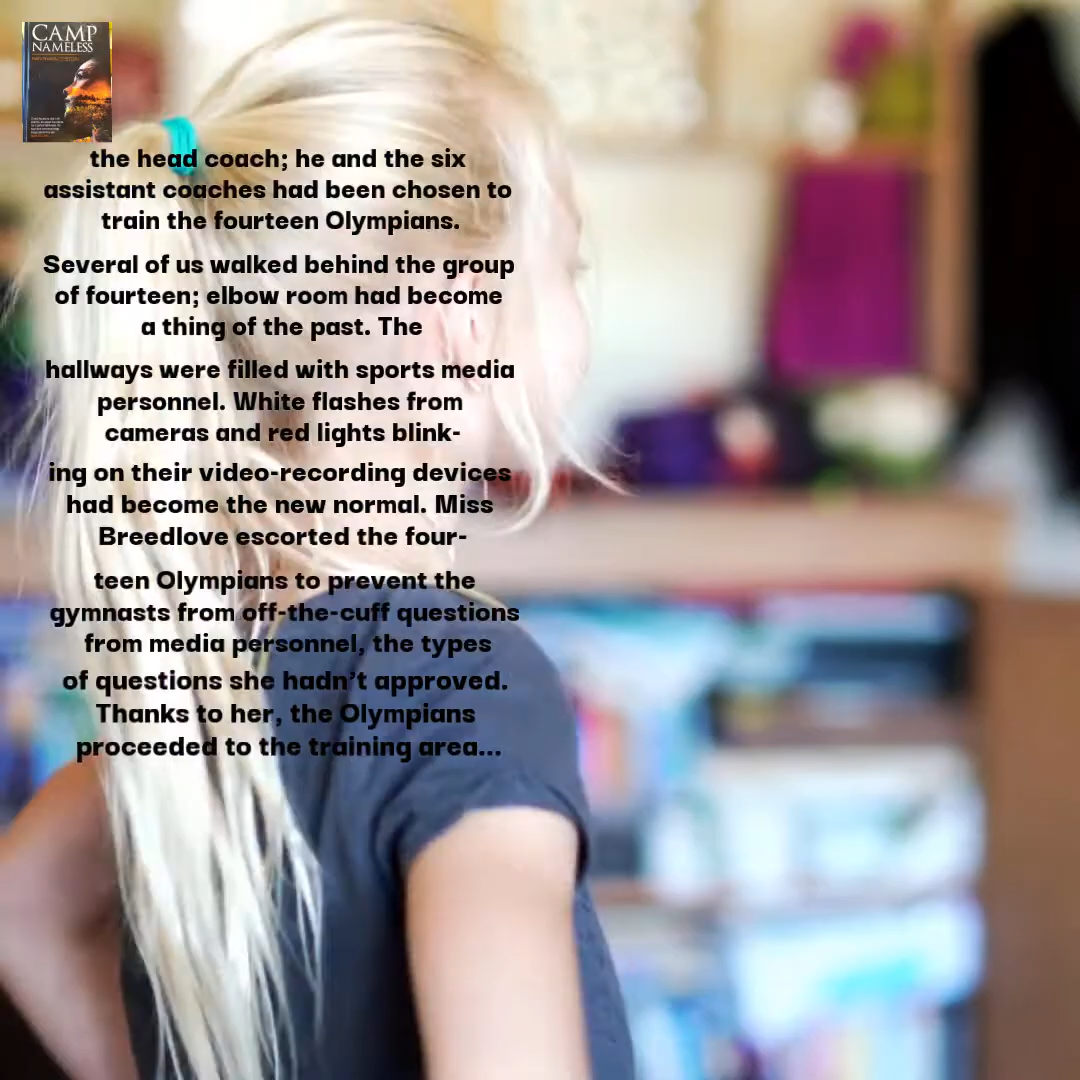 CAMP
NAMELESS
the head coach; he and the six
assistant coaches had been chosen to
train the fourteen Olympians.
Several of us walked behind the group
of fourteen; elbow room had become
a thing of the past. The
hallways were filled with sports media
personnel. White flashes from
cameras and red lights blink-
ing on their video-recording devices
had become the new normal. Miss
Breedlove escorted the four-
teen Olympians to prevent the
gymnasts from off-the-cuff questions
from media personnel, the types
of questions she hadn’t approved.
Thanks to her, the Olympians
proceeded to the training area...